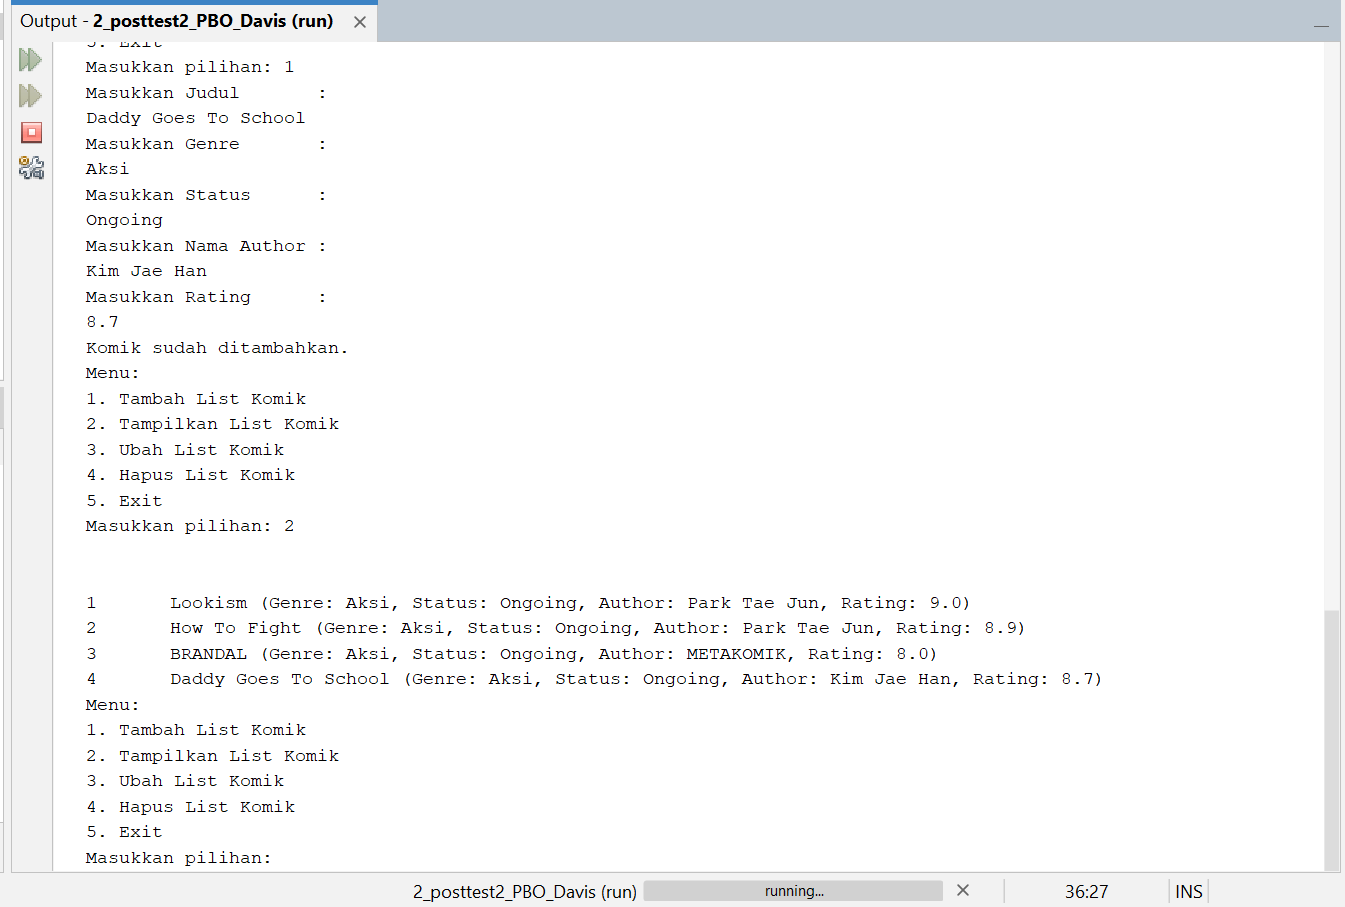 Output - 2_posttest2_PBO_Davis (run)
5. Exit
Masukkan pilihan: 1
Masukkan Judul       :
Daddy Goes To School
Masukkan Genre       :
Aksi
Masukkan Status      :
Ongoing
Masukkan Nama Author :
Kim Jae Han
Masukkan Rating      :
8.7
Komik sudah ditambahkan.
Menu:
1. Tambah List Komik
2. Tampilkan List Komik
3. Ubah List Komik
4. Hapus List Komik
5. Exit
Masukkan pilihan: 2
1 Lookism (Genre: Aksi, Status: Ongoing, Author: Park Tae Jun, Rating: 9.0)
2 How To Fight (Genre: Aksi, Status: Ongoing, Author: Park Tae Jun, Rating: 8.9)
3 BRANDAL (Genre: Aksi, Status: Ongoing, Author: METAKOMIK, Rating: 8.0)
4 Daddy Goes To School (Genre: Aksi, Status: Ongoing, Author: Kim Jae Han, Rating: 8.7)
Menu:
1. Tambah List Komik
2. Tampilkan List Komik
3. Ubah List Komik
4. Hapus List Komik
5. Exit
Masukkan pilihan:
2_posttest2_PBO_Davis (run) running... 36:27 INS